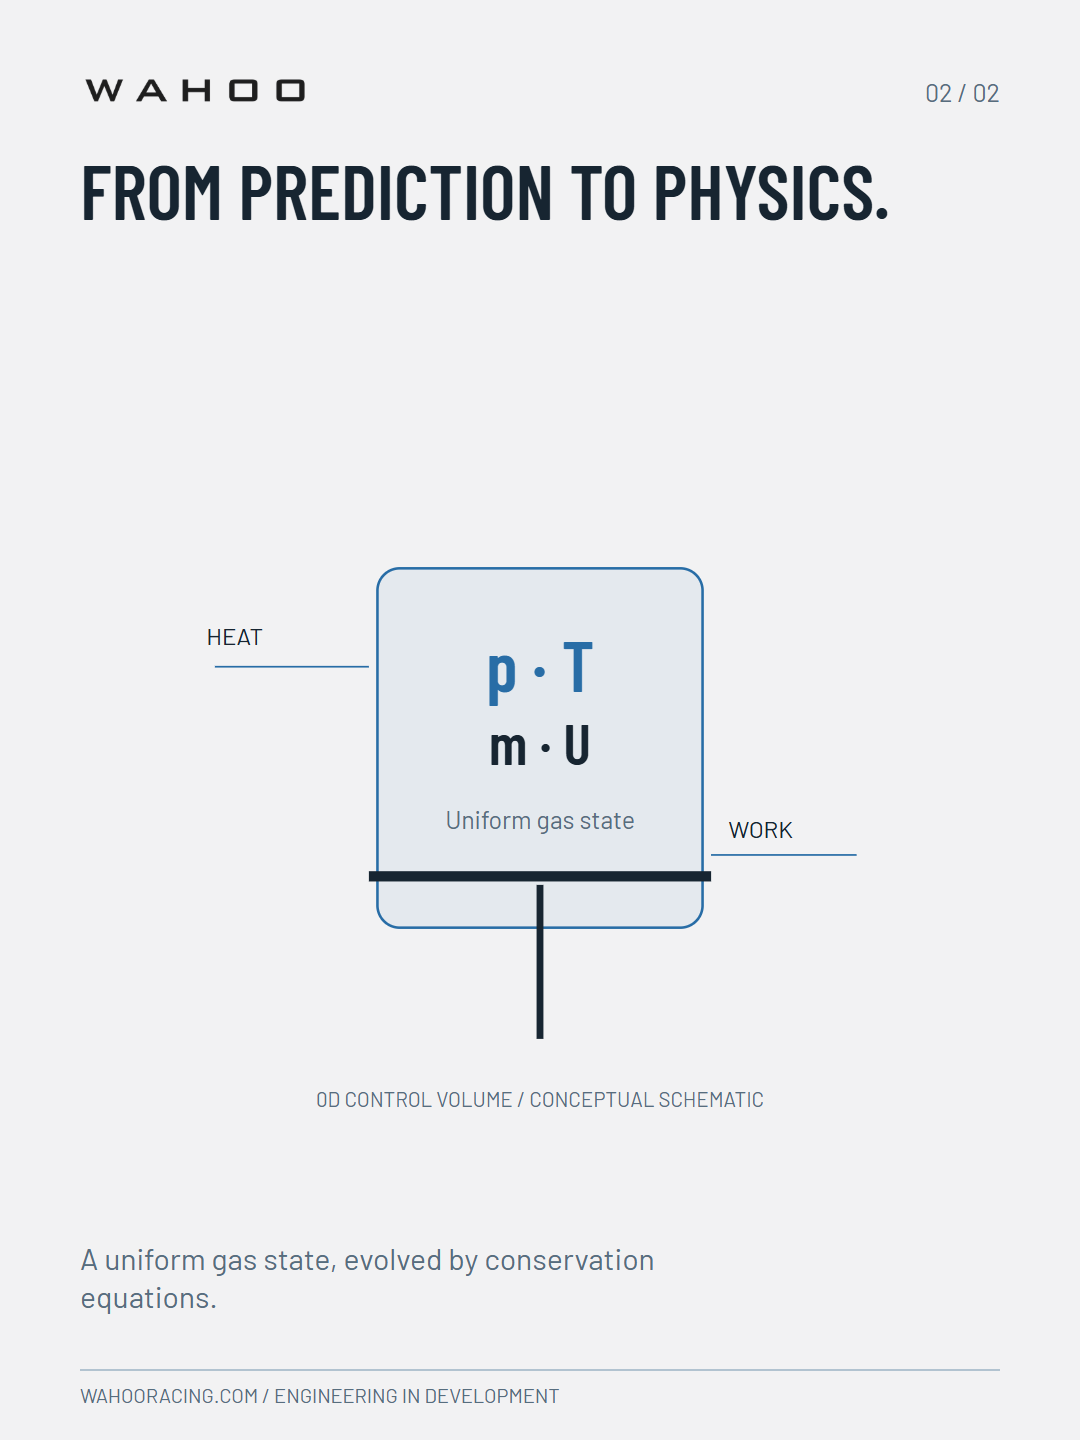 WAHOO
02 / 02
FROM PREDICTION TO PHYSICS.
HEAT
p · T
m · U
Uniform gas state
WORK
0D CONTROL VOLUME / CONCEPTUAL SCHEMATIC
A uniform gas state, evolved by conservation
equations.
WAHOORACING.COM / ENGINEERING IN DEVELOPMENT